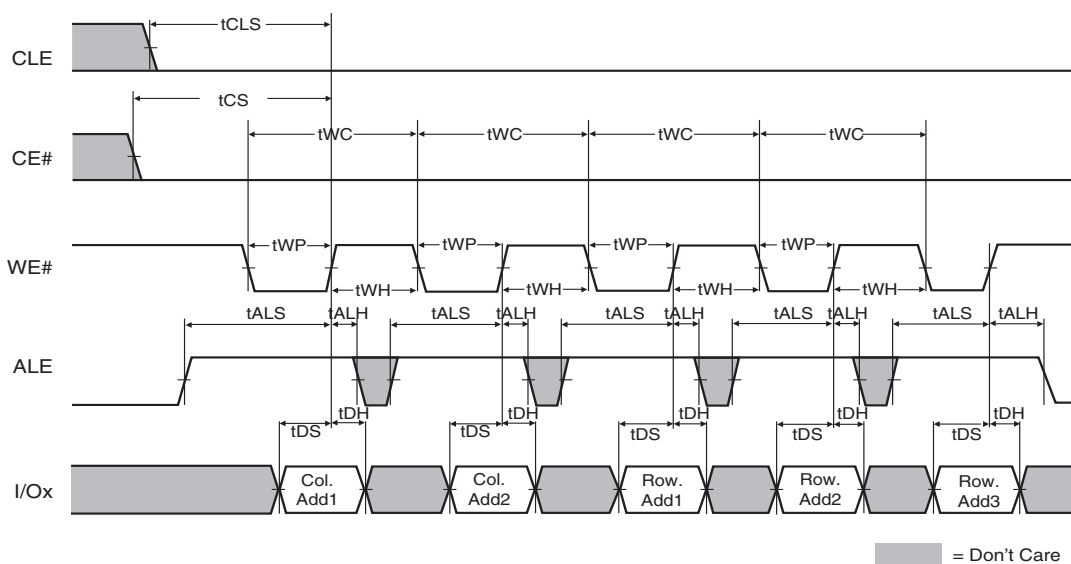 tCLS
CLE
tCS
tWC tWC tWC tWC
CE#
tWP tWP tWP tWP
WE#
tWH tWH tWH tWH
tALS tALH tALS tALH tALS tALH tALS tALH tALS tALH
ALE
tDH tDH tDH tDH tDH
tDS tDS tDS tDS tDS
I/Ox
Col. Add1
Col. Add2
Row. Add1
Row. Add2
Row. Add3
= Don't Care